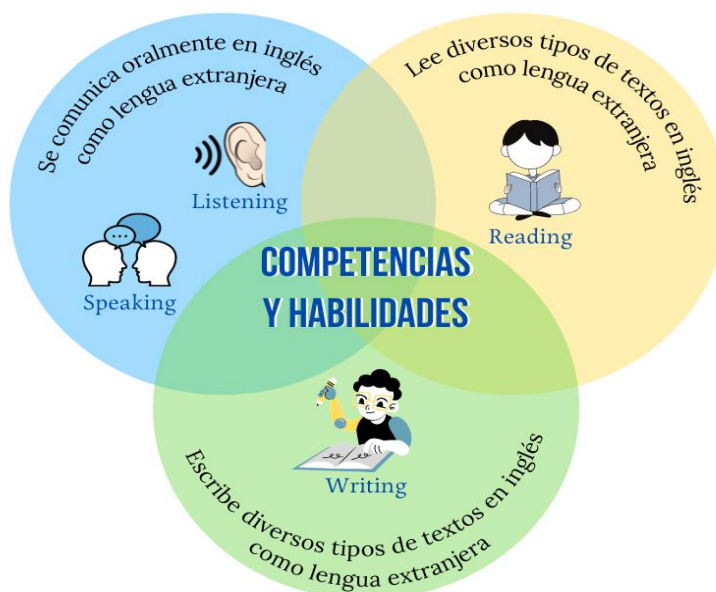 Se comunica oralmente en inglés
como lengua extranjera
Listening
Speaking
Lee diversos tipos de textos en inglés
como lengua extranjera
Reading
COMPETENCIAS
Y HABILIDADES
Writing
Escribe diversos tipos de textos en inglés
como lengua extranjera